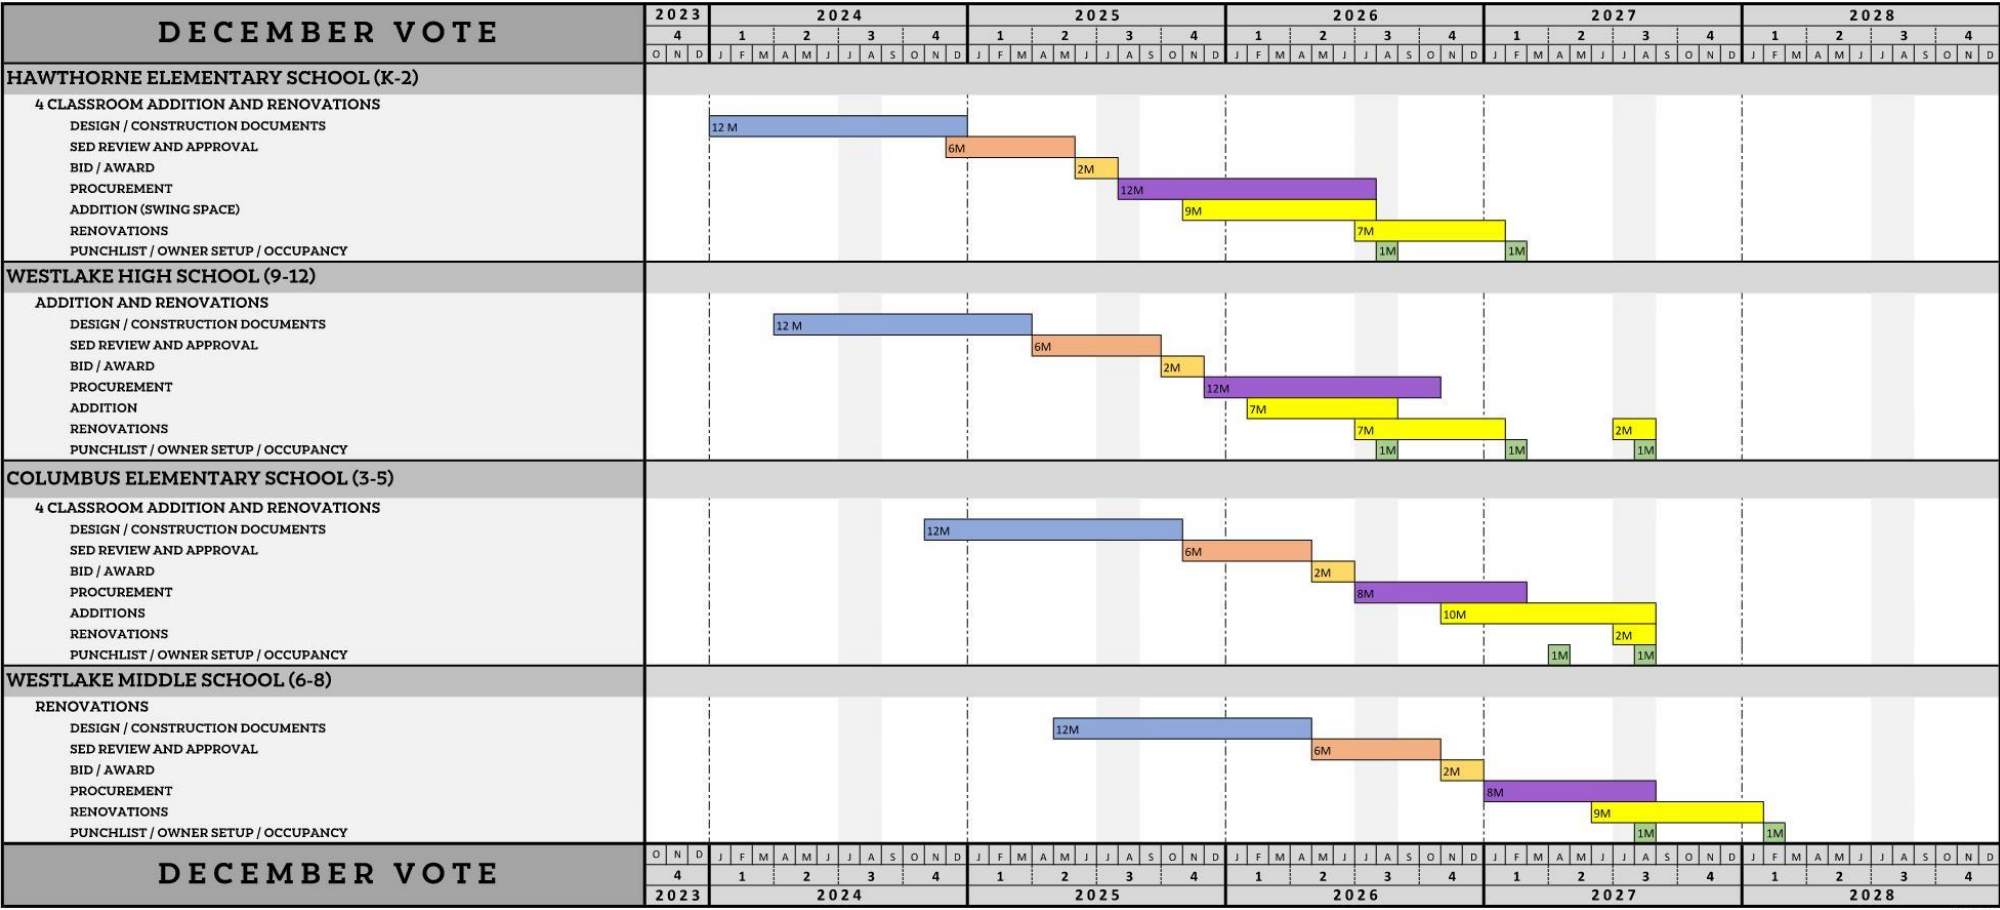 DECEMBER VOTE
2023 2024 2025 2026 2027 2028
4 1 2 3 4 1 2 3 4 1 2 3 4 1 2 3 4 1 2 3 4
O N D J F M A M J J A S O N D J F M A M J J A S O N D J F M A M J J A S O N D J F M A M J J A S O N D J F M A M J J A S O N D
HAWTHORNE ELEMENTARY SCHOOL (K-2)
4 CLASSROOM ADDITION AND RENOVATIONS
DESIGN / CONSTRUCTION DOCUMENTS 12 M
SED REVIEW AND APPROVAL 6M
BID / AWARD 2M
PROCUREMENT 12M
ADDITION (SWING SPACE) 9M
RENOVATIONS 7M
PUNCHLIST / OWNER SETUP / OCCUPANCY 1M 1M
WESTLAKE HIGH SCHOOL (9-12)
ADDITION AND RENOVATIONS
DESIGN / CONSTRUCTION DOCUMENTS 12 M
SED REVIEW AND APPROVAL 6M
BID / AWARD 2M
PROCUREMENT 12M
ADDITION 7M
RENOVATIONS 7M 2M
PUNCHLIST / OWNER SETUP / OCCUPANCY 1M 1M 1M
COLUMBUS ELEMENTARY SCHOOL (3-5)
4 CLASSROOM ADDITION AND RENOVATIONS
DESIGN / CONSTRUCTION DOCUMENTS 12M
SED REVIEW AND APPROVAL 6M
BID / AWARD 2M
PROCUREMENT 8M
ADDITIONS 10M
RENOVATIONS 2M
PUNCHLIST / OWNER SETUP / OCCUPANCY 1M 1M
WESTLAKE MIDDLE SCHOOL (6-8)
RENOVATIONS
DESIGN / CONSTRUCTION DOCUMENTS 12M
SED REVIEW AND APPROVAL 6M
BID / AWARD 2M
PROCUREMENT 8M
RENOVATIONS 9M
PUNCHLIST / OWNER SETUP / OCCUPANCY 1M 1M
DECEMBER VOTE
O N D J F M A M J J A S O N D J F M A M J J A S O N D J F M A M J J A S O N D J F M A M J J A S O N D J F M A M J J A S O N D
4 1 2 3 4 1 2 3 4 1 2 3 4 1 2 3 4 1 2 3 4
2023 2024 2025 2026 2027 2028